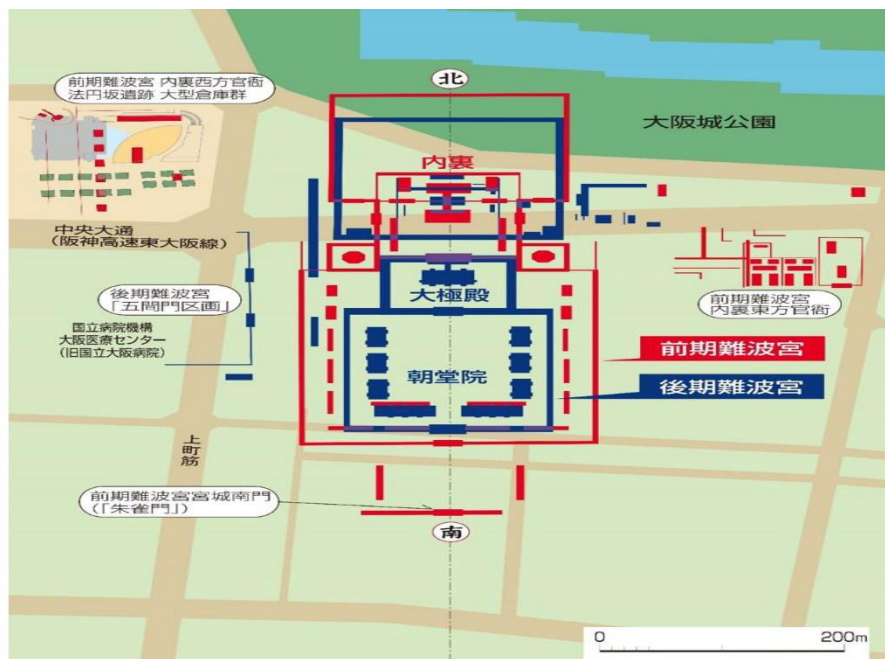 北
前期難波宮 内裏西方官衙
法円坂遺跡 大型倉庫群
大阪城公園
内裏
中央大通
(阪神高速東大阪線)
大極殿
後期難波宮
「五間門区画」
前期難波宮
内裏東方官衙
国立病院機構
大阪医療センター
(旧国立大阪病院)
前期難波宮
朝堂院
後期難波宮
上町筋
前期難波宮宮城南門
(「朱雀門」)
南
0 200m